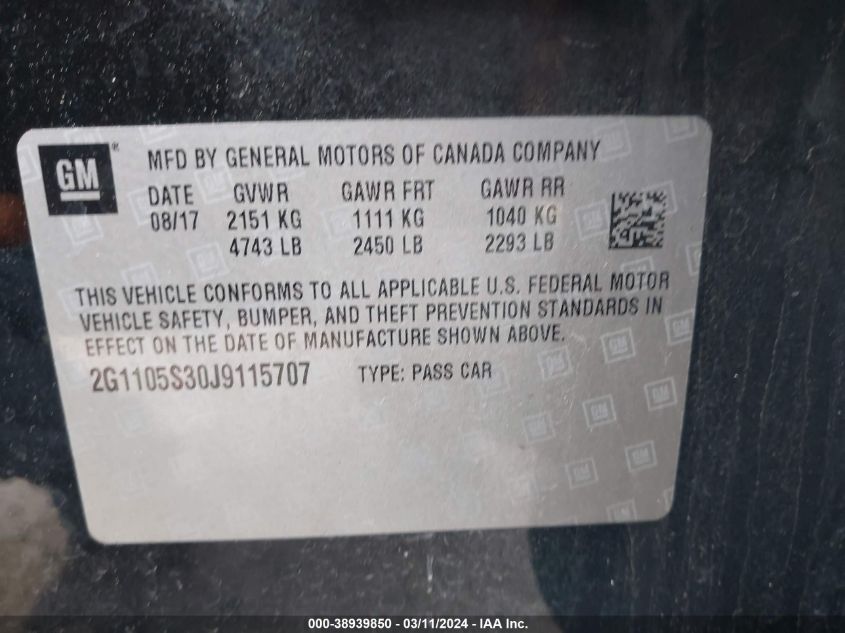 GM ®
MFD BY GENERAL MOTORS OF CANADA COMPANY
DATE GVWR GAWR FRT GAWR RR
08/17 2151 KG 1111 KG 1040 KG
4743 LB 2450 LB 2293 LB
THIS VEHICLE CONFORMS TO ALL APPLICABLE U.S. FEDERAL MOTOR
VEHICLE SAFETY, BUMPER, AND THEFT PREVENTION STANDARDS IN
EFFECT ON THE DATE OF MANUFACTURE SHOWN ABOVE.
2G1105S30J9115707 TYPE: PASS CAR
000-38939850 - 03/11/2024 - IAA Inc.